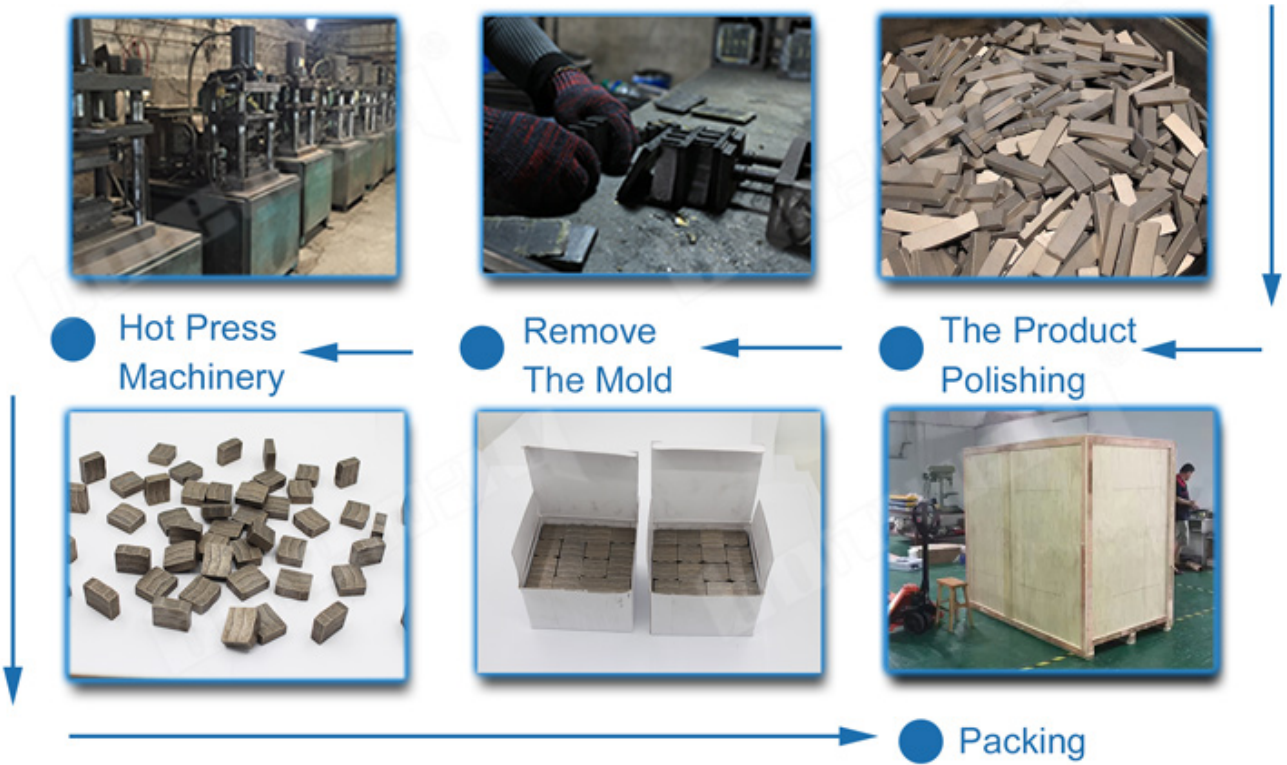 Hot Press
Machinery
Remove
The Mold
The Product
Polishing
Packing